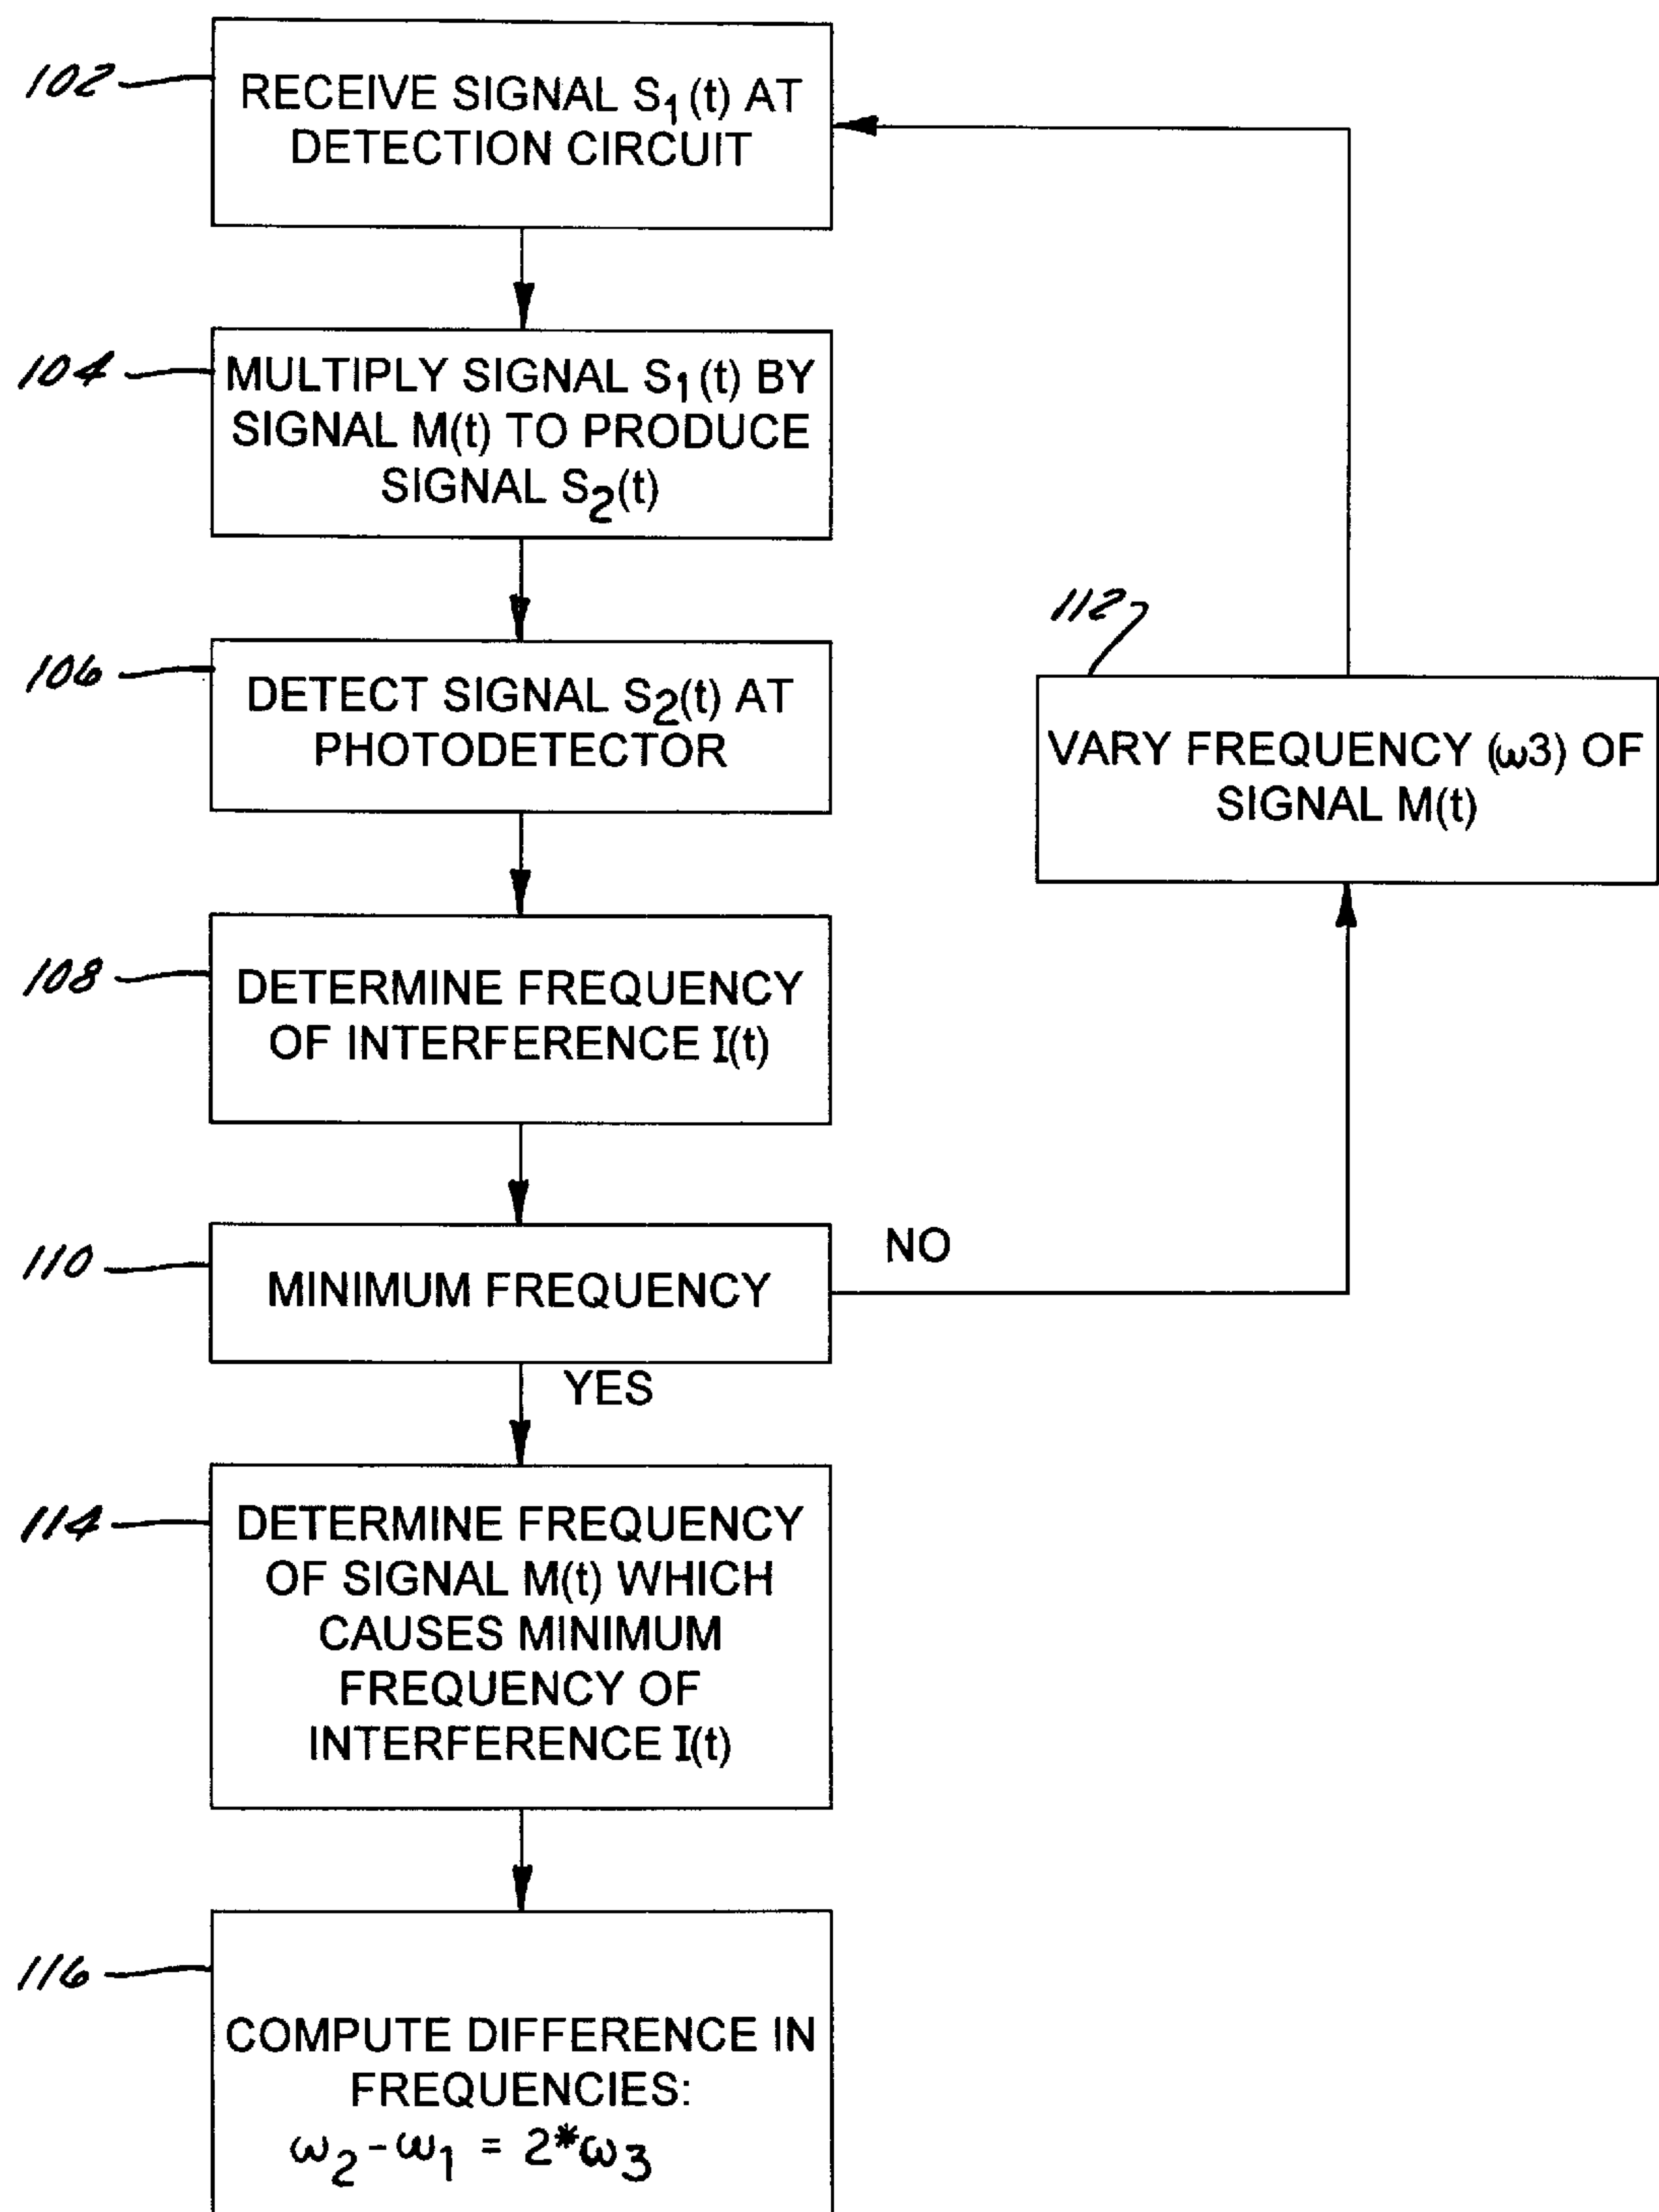 102
RECEIVE SIGNAL S₁(t) AT
DETECTION CIRCUIT
104
MULTIPLY SIGNAL S₁(t) BY
SIGNAL M(t) TO PRODUCE
SIGNAL S₂(t)
106
DETECT SIGNAL S₂(t) AT
PHOTODETECTOR
112
VARY FREQUENCY (ω3) OF
SIGNAL M(t)
108
DETERMINE FREQUENCY
OF INTERFERENCE I(t)
110
MINIMUM FREQUENCY
NO
YES
114
DETERMINE FREQUENCY
OF SIGNAL M(t) WHICH
CAUSES MINIMUM
FREQUENCY OF
INTERFERENCE I(t)
116
COMPUTE DIFFERENCE IN
FREQUENCIES:
ω₂-ω₁ = 2*ω₃